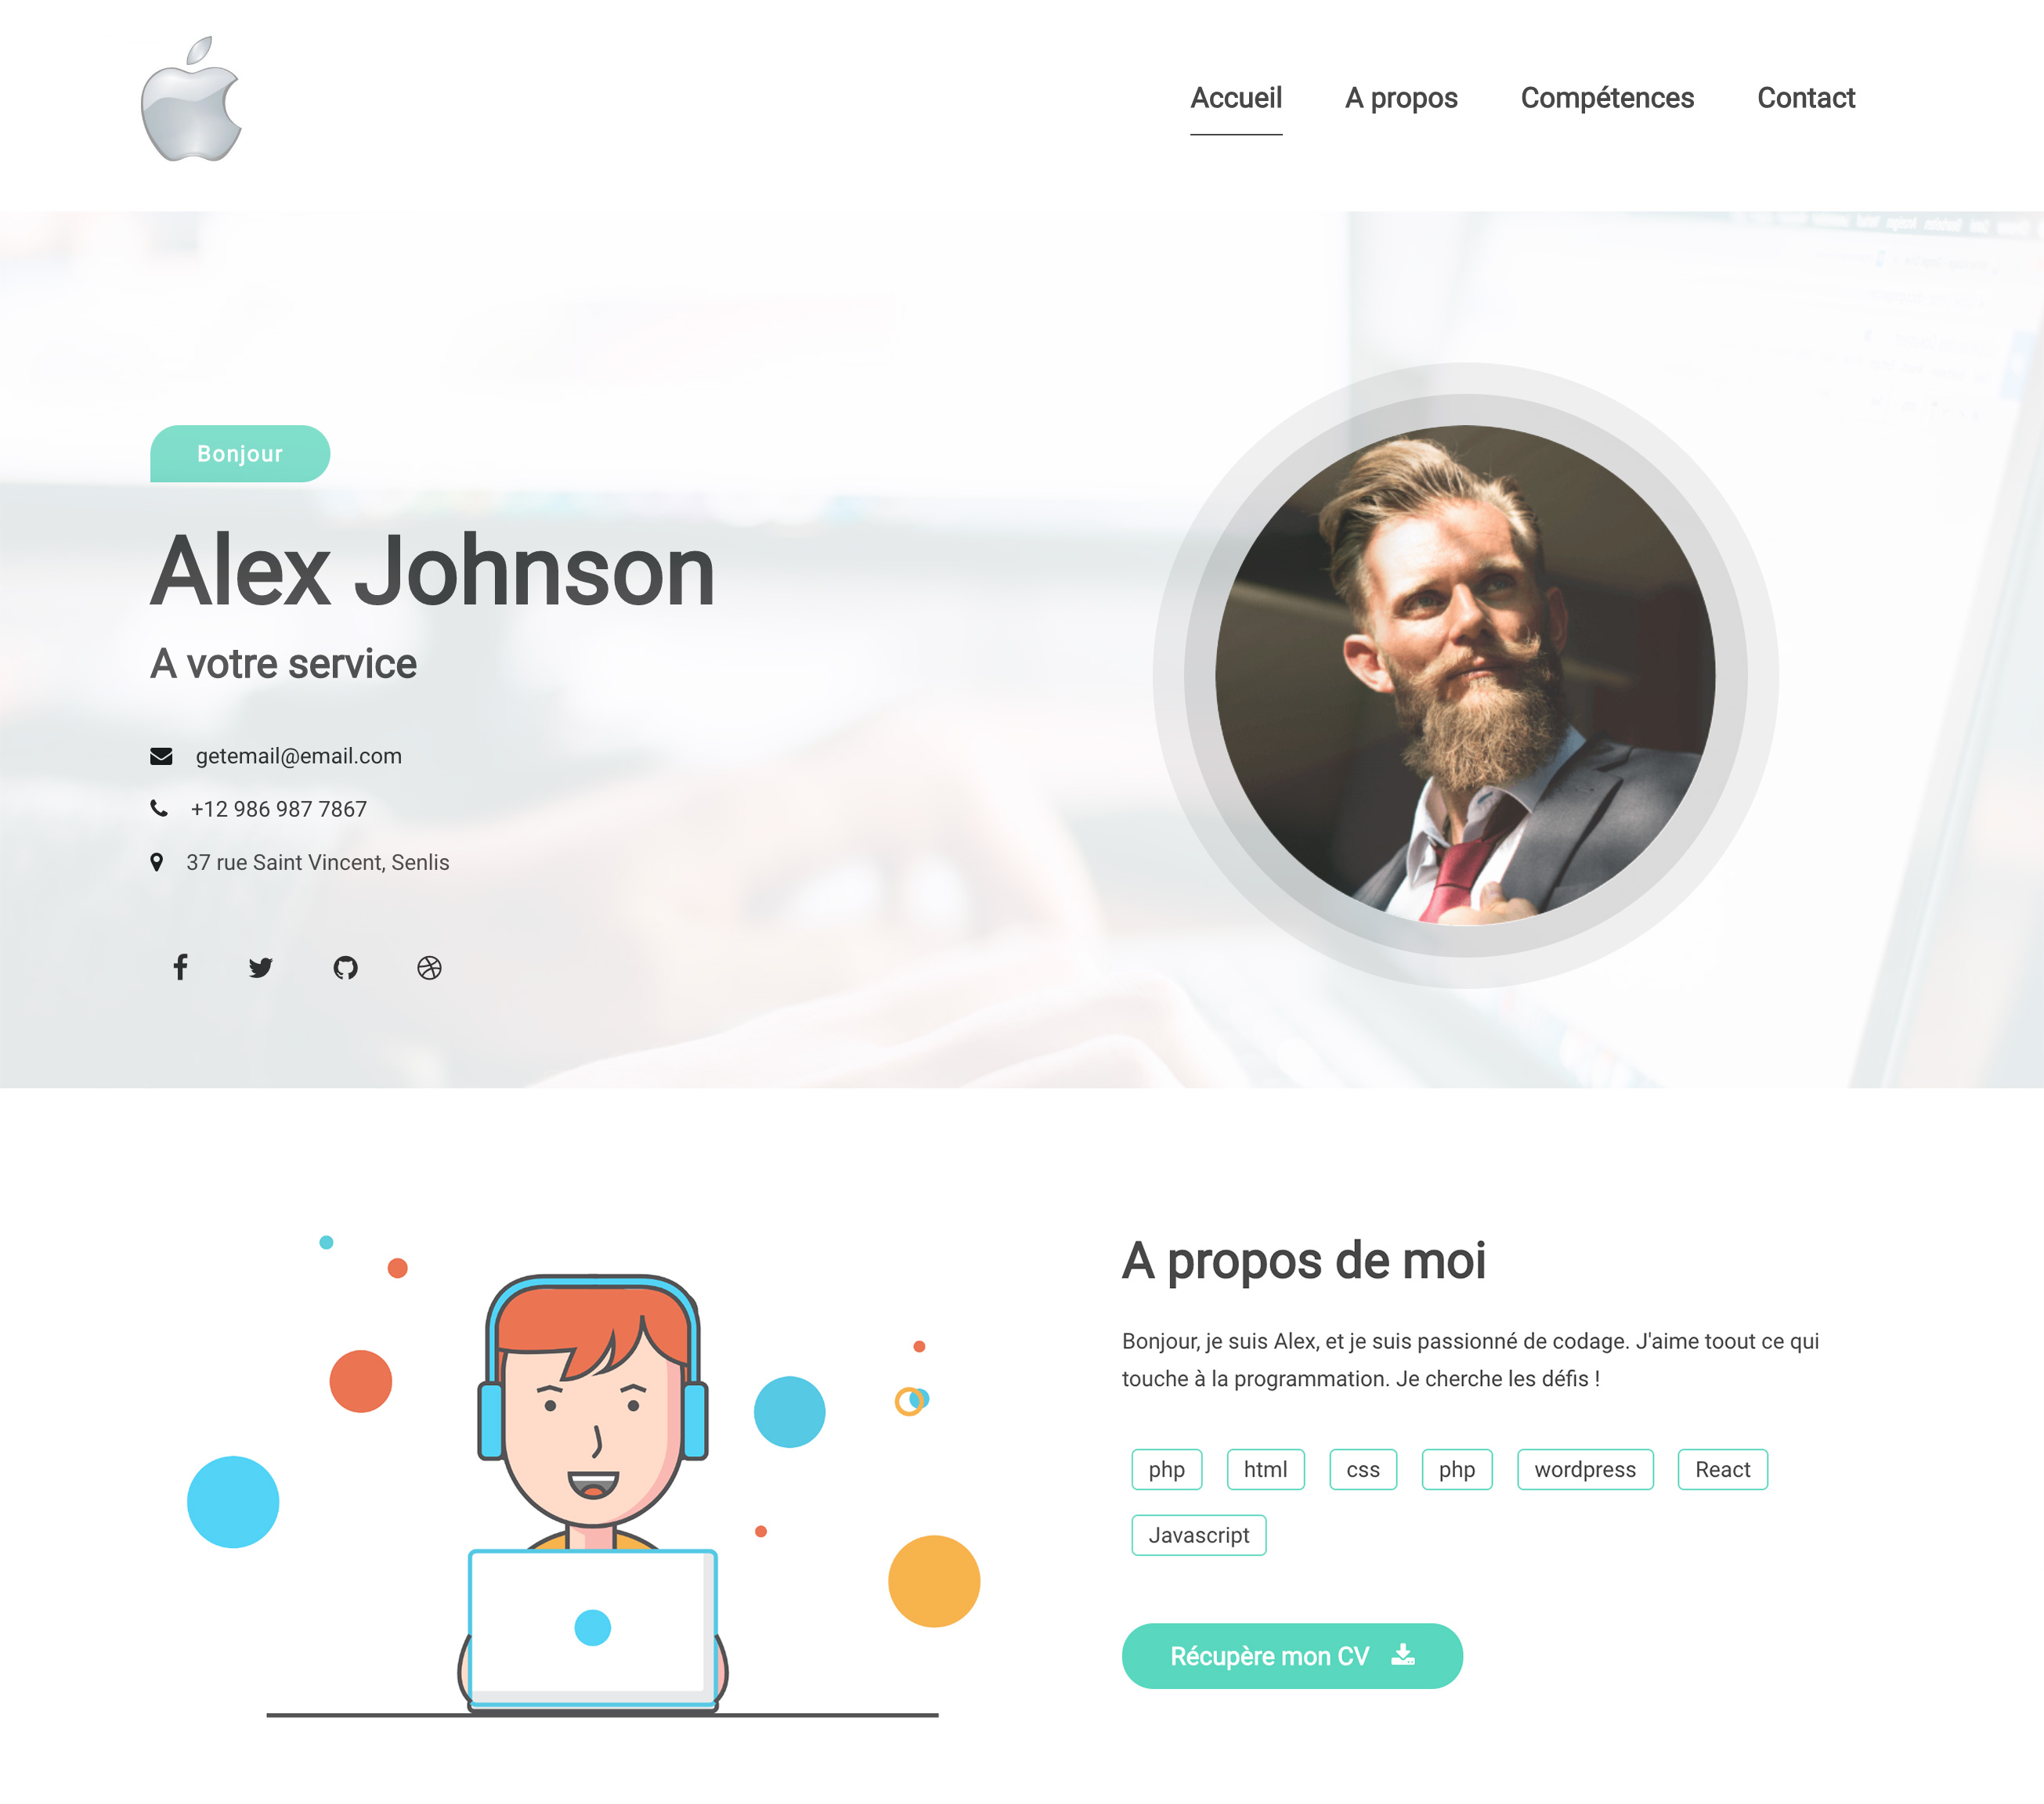 Accueil
A propos
Compétences
Contact
Bonjour
Alex Johnson
A votre service
getemail@email.com
+12 986 987 7867
37 rue Saint Vincent, Senlis
A propos de moi
Bonjour, je suis Alex, et je suis passionné de codage. J'aime toout ce qui
touche à la programmation. Je cherche les défis !
php
html
css
php
wordpress
React
Javascript
Récupère mon CV